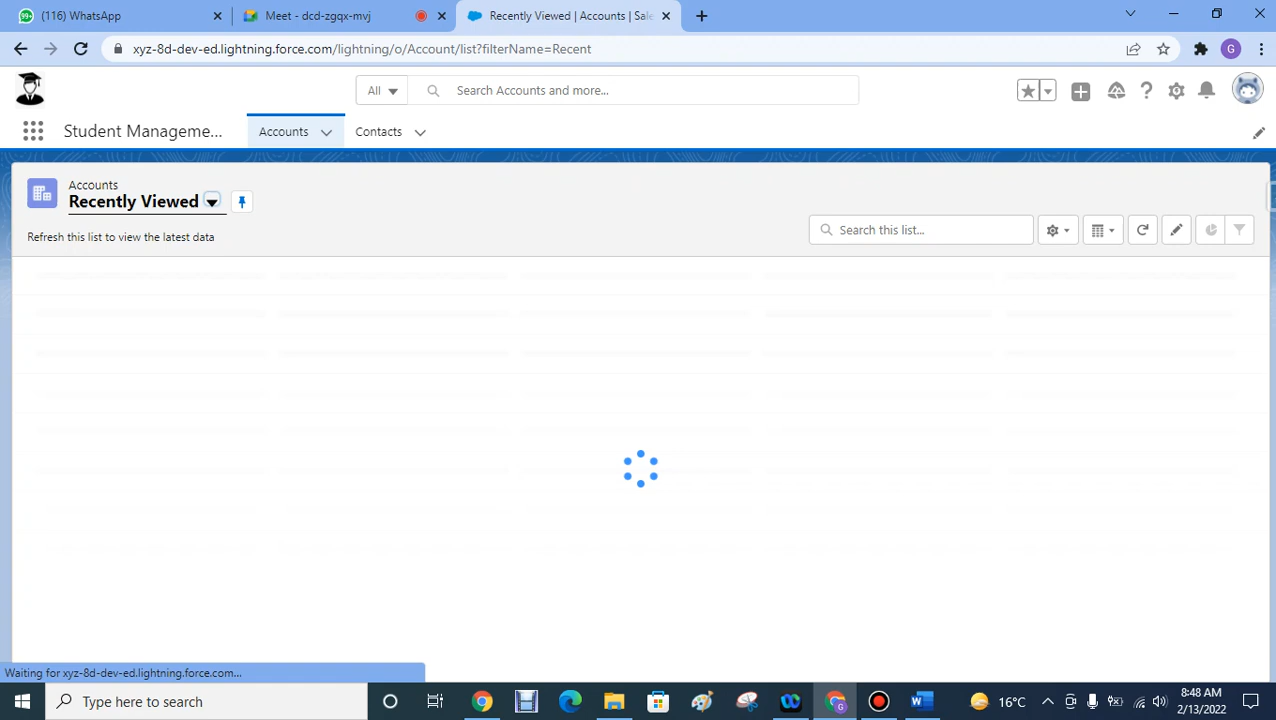 (116) WhatsApp
Meet - dcd-zgqx-mvj
Recently Viewed | Accounts | Sale
xyz-8d-dev-ed.lightning.force.com/lightning/o/Account/list?filterName=Recent
G
All
Search Accounts and more...
Student Manageme...
Accounts
Contacts
Accounts
Recently Viewed
Refresh this list to view the latest data
Search this list...
Waiting for xyz-8d-dev-ed.lightning.force.com...
Type here to search
16°C
8:48 AM
2/13/2022